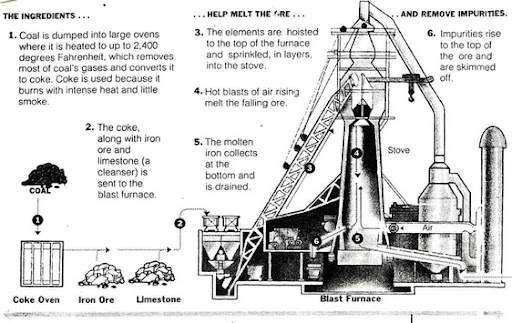 THE INGREDIENTS . . .
1. Coal is dumped into large ovens
where it is heated to up to 2,400
degrees Fahrenheit, which removes
most of coal's gases and converts it
to coke. Coke is used because it
burns with intense heat and little
smoke.
2. The coke,
along with iron
ore and
limestone (a
cleanser) is
sent to the
blast furnace.
COAL
1
2
Coke Oven
Iron Ore
Limestone
. . . HELP MELT THE ORE . . .
3. The elements are hoisted
to the top of the furnace
and sprinkled, in layers,
into the stove.
4. Hot blasts of air rising
melt the falling ore.
5. The molten
iron collects
at the
bottom and
is drained.
3
4
Stove
5
6
Air
Blast Furnace
. . . AND REMOVE IMPURITIES.
6. Impurities rise
to the top of
the ore and
are skimmed
off.